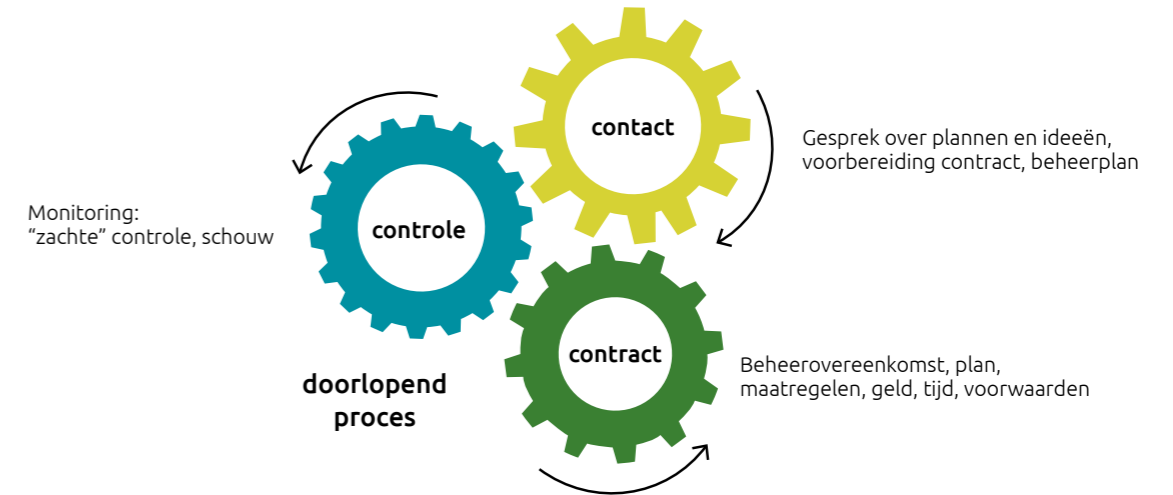 contact
Gesprek over plannen en ideeën,
voorbereiding contract, beheerplan
controle
Monitoring:
“zachte” controle, schouw
contract
Beheerovereenkomst, plan,
maatregelen, geld, tijd, voorwaarden
doorlopend
proces